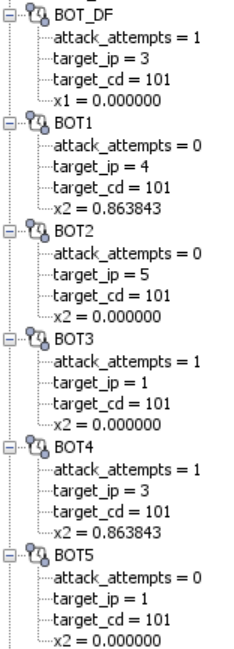 BOT_DF
attack_attempts = 1
target_ip = 3
target_cd = 101
x1 = 0.000000
BOT1
attack_attempts = 0
target_ip = 4
target_cd = 101
x2 = 0.863843
BOT2
attack_attempts = 0
target_ip = 5
target_cd = 101
x2 = 0.000000
BOT3
attack_attempts = 1
target_ip = 1
target_cd = 101
x2 = 0.000000
BOT4
attack_attempts = 1
target_ip = 3
target_cd = 101
x2 = 0.863843
BOT5
attack_attempts = 0
target_ip = 1
target_cd = 101
x2 = 0.000000